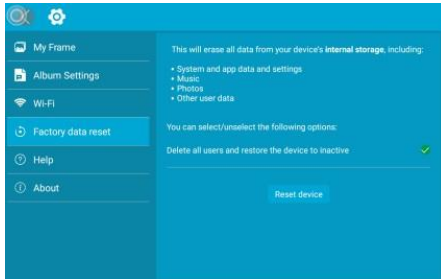 My Frame
Album Settings
Wi-Fi
Factory data reset
Help
About
This will erase all data from your device's internal storage, including:
• System and app data and settings
• Music
• Photos
• Other user data
You can select/unselect the following options:
Delete all users and restore the device to inactive
Reset device